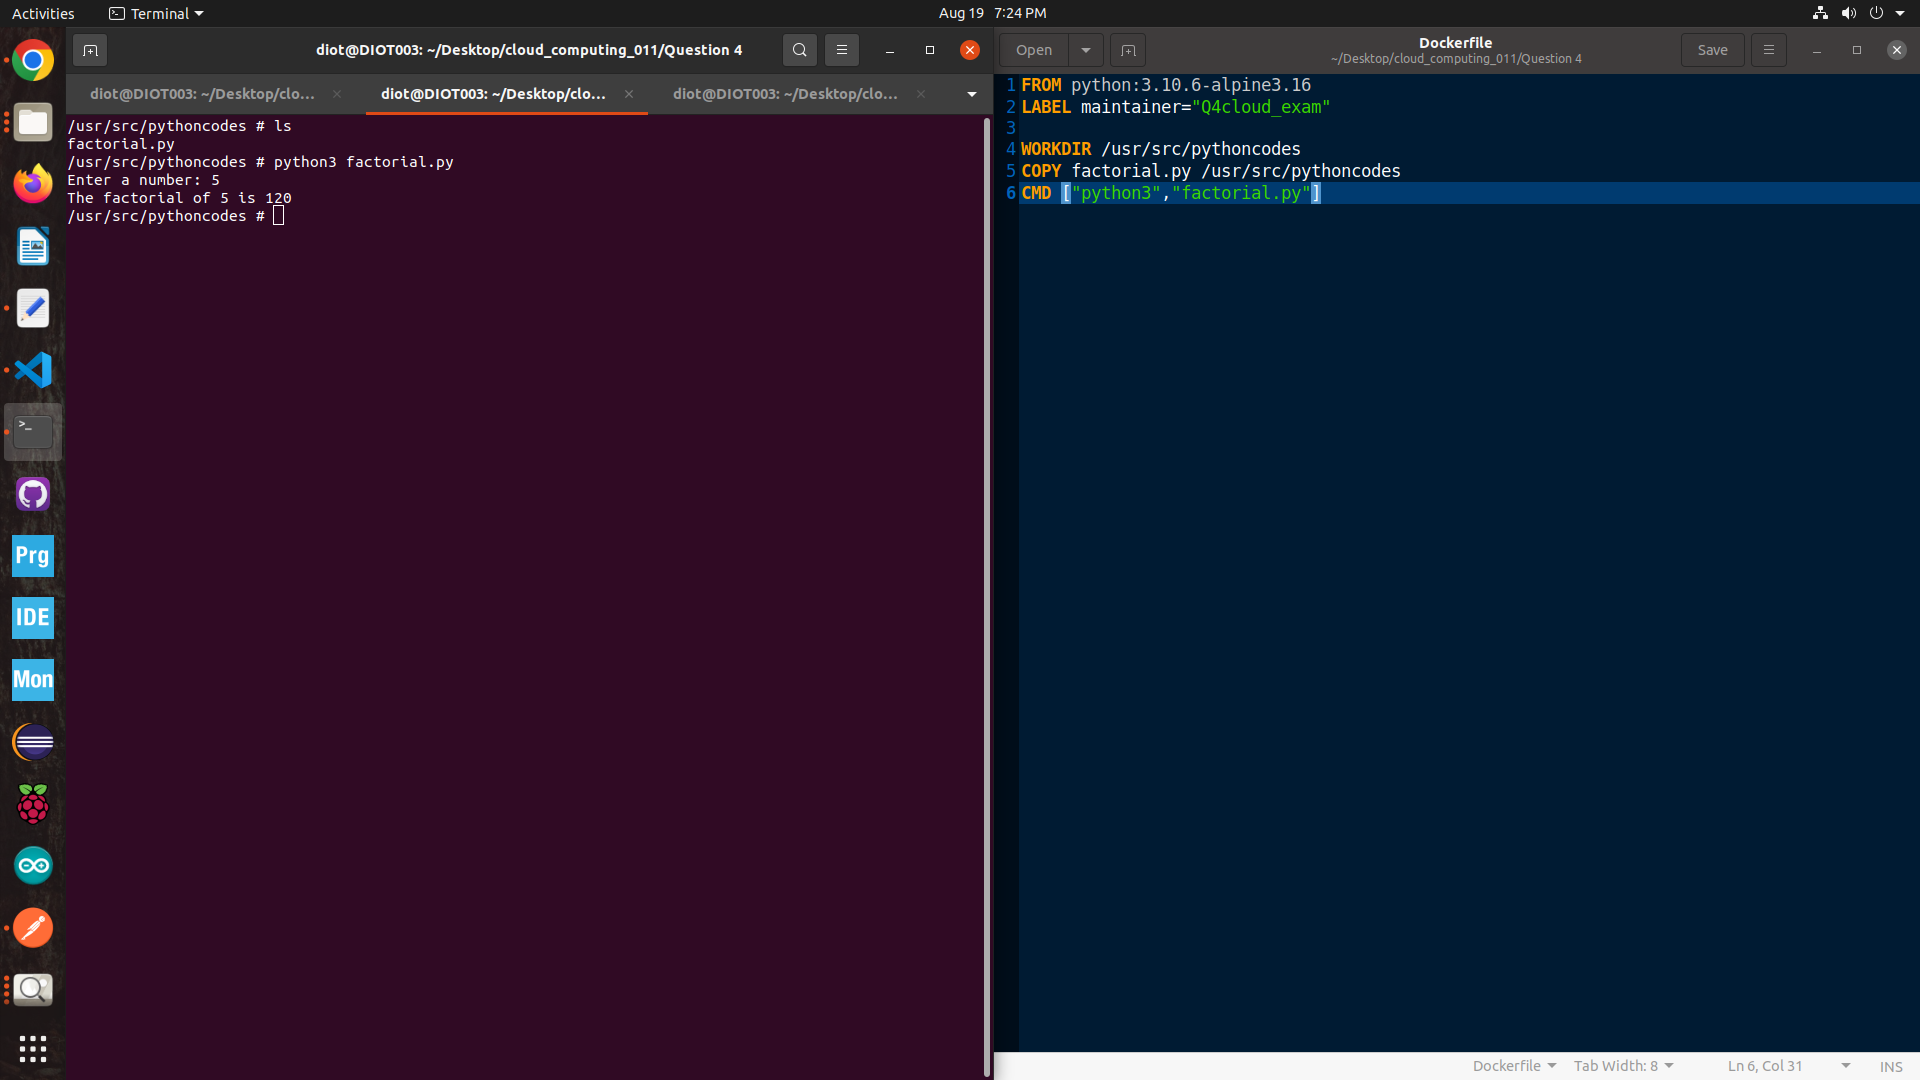 Activities
Terminal
Aug 19 7:24 PM
diot@DIOT003: ~/Desktop/cloud_computing_011/Question 4
diot@DIOT003: ~/Desktop/clo...
diot@DIOT003: ~/Desktop/clo...
diot@DIOT003: ~/Desktop/clo...
/usr/src/pythoncodes # ls
factorial.py
/usr/src/pythoncodes # python3 factorial.py
Enter a number: 5
The factorial of 5 is 120
/usr/src/pythoncodes #
Open
Dockerfile
~/Desktop/cloud_computing_011/Question 4
Save
1 FROM python:3.10.6-alpine3.16
2 LABEL maintainer="Q4cloud_exam"
3
4 WORKDIR /usr/src/pythoncodes
5 COPY factorial.py /usr/src/pythoncodes
6 CMD ["python3","factorial.py"]
Dockerfile
Tab Width: 8
Ln 6, Col 31
INS
>_
Prg
IDE
Mon